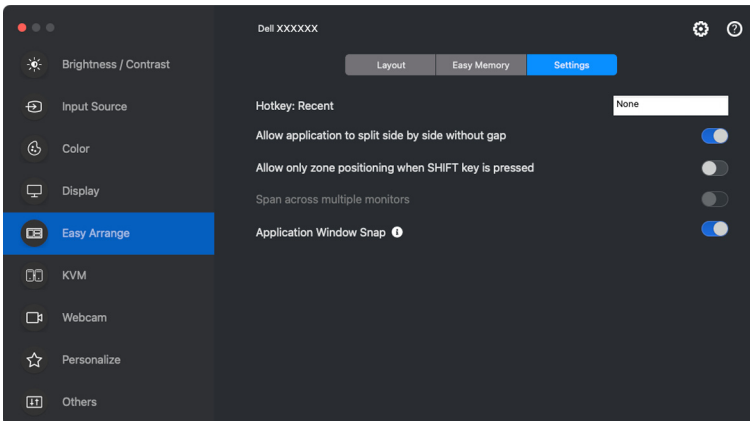 Dell XXXXXX
Brightness / Contrast
Input Source
Color
Display
Easy Arrange
KVM
Webcam
Personalize
Others
Layout
Easy Memory
Settings
Hotkey: Recent
None
Allow application to split side by side without gap
Allow only zone positioning when SHIFT key is pressed
Span across multiple monitors
Application Window Snap